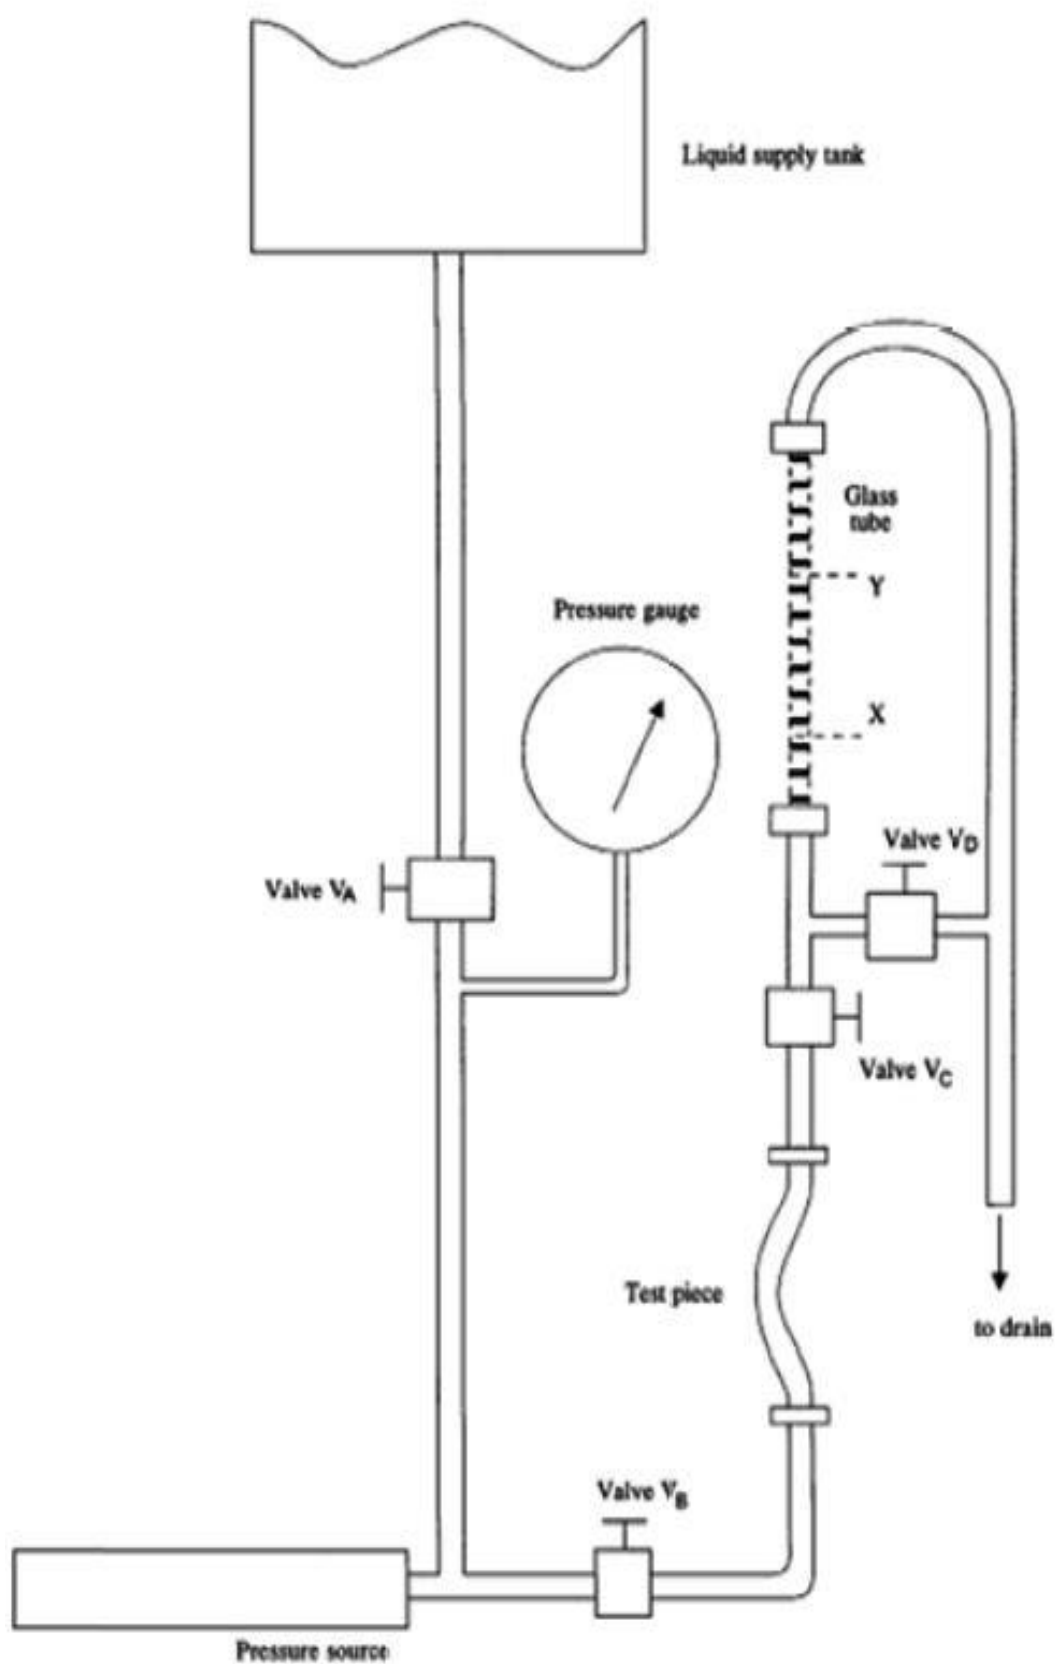 Liquid supply tank
Glass
tube
Y
Pressure gauge
X
Valve VD
Valve VA
Valve VC
Test piece
to drain
Valve VB
Pressure source